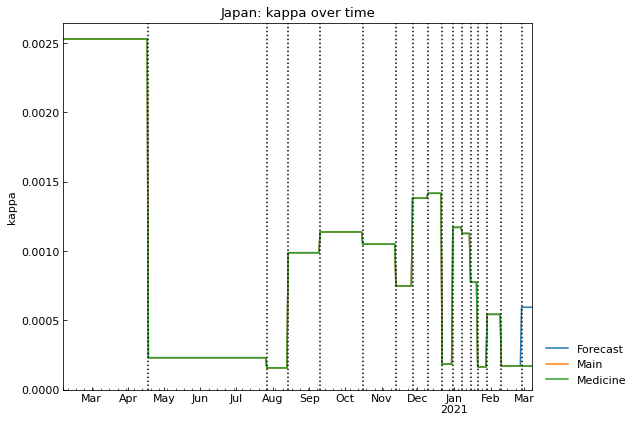 Japan: kappa over time
0.0025
0.0020
0.0015
0.0010
0.0005
0.0000
kappa
Mar Apr May Jun Jul Aug Sep Oct Nov Dec Jan Feb Mar
2021
Forecast
Main
Medicine